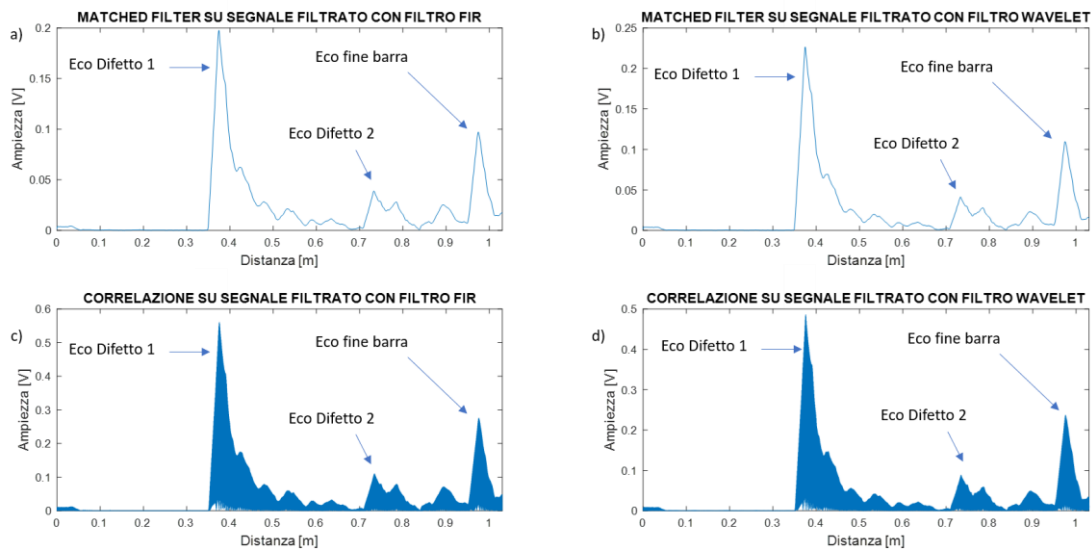 MATCHED FILTER SU SEGNALE FILTRATO CON FILTRO FIR
a)
0.2
0.15
0.1
0.05
0
Ampiezza [V]
Eco Difetto 1
Eco Difetto 2
Eco fine barra
0 0.1 0.2 0.3 0.4 0.5 0.6 0.7 0.8 0.9 1
Distanza [m]
MATCHED FILTER SU SEGNALE FILTRATO CON FILTRO WAVELET
b)
0.25
0.2
0.15
0.1
0.05
0
Ampiezza [V]
Eco Difetto 1
Eco Difetto 2
Eco fine barra
0 0.1 0.2 0.3 0.4 0.5 0.6 0.7 0.8 0.9 1
Distanza [m]
CORRELAZIONE SU SEGNALE FILTRATO CON FILTRO FIR
c)
0.6
0.5
0.4
0.3
0.2
0.1
0
Ampiezza [V]
Eco Difetto 1
Eco Difetto 2
Eco fine barra
0 0.1 0.2 0.3 0.4 0.5 0.6 0.7 0.8 0.9 1
Distanza [m]
CORRELAZIONE SU SEGNALE FILTRATO CON FILTRO WAVELET
d)
0.5
0.4
0.3
0.2
0.1
0
Ampiezza [V]
Eco Difetto 1
Eco Difetto 2
Eco fine barra
0 0.1 0.2 0.3 0.4 0.5 0.6 0.7 0.8 0.9 1
Distanza [m]